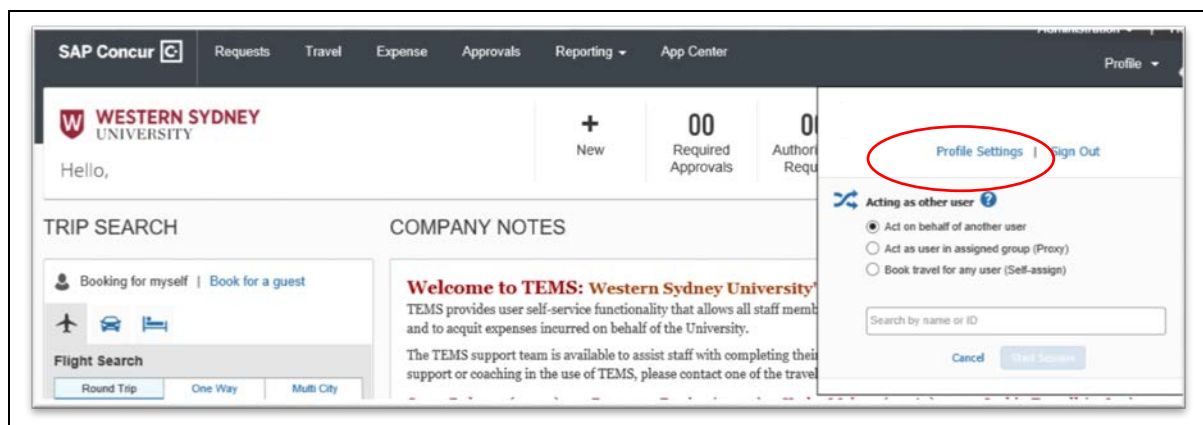 SAP Concur C Requests Travel Expense Approvals Reporting App Center
Profile
WESTERN SYDNEY
UNIVERSITY
Hello,
New
00
Required
Approvals
Profile Settings | Sign Out
Acting as other user ?
Act on behalf of another user
Act as user in assigned group (Proxy)
Book travel for any user (Self-assign)
Search by name or ID
Cancel Start Session
TRIP SEARCH
Booking for myself | Book for a guest
Flight Search
Round Trip One Way Multi City
COMPANY NOTES
Welcome to TEMS: Western Sydney University'
TEMS provides user self-service functionality that allows all staff memb
and to acquit expenses incurred on behalf of the University.
The TEMS support team is available to assist staff with completing their
support or coaching in the use of TEMS, please contact one of the travel